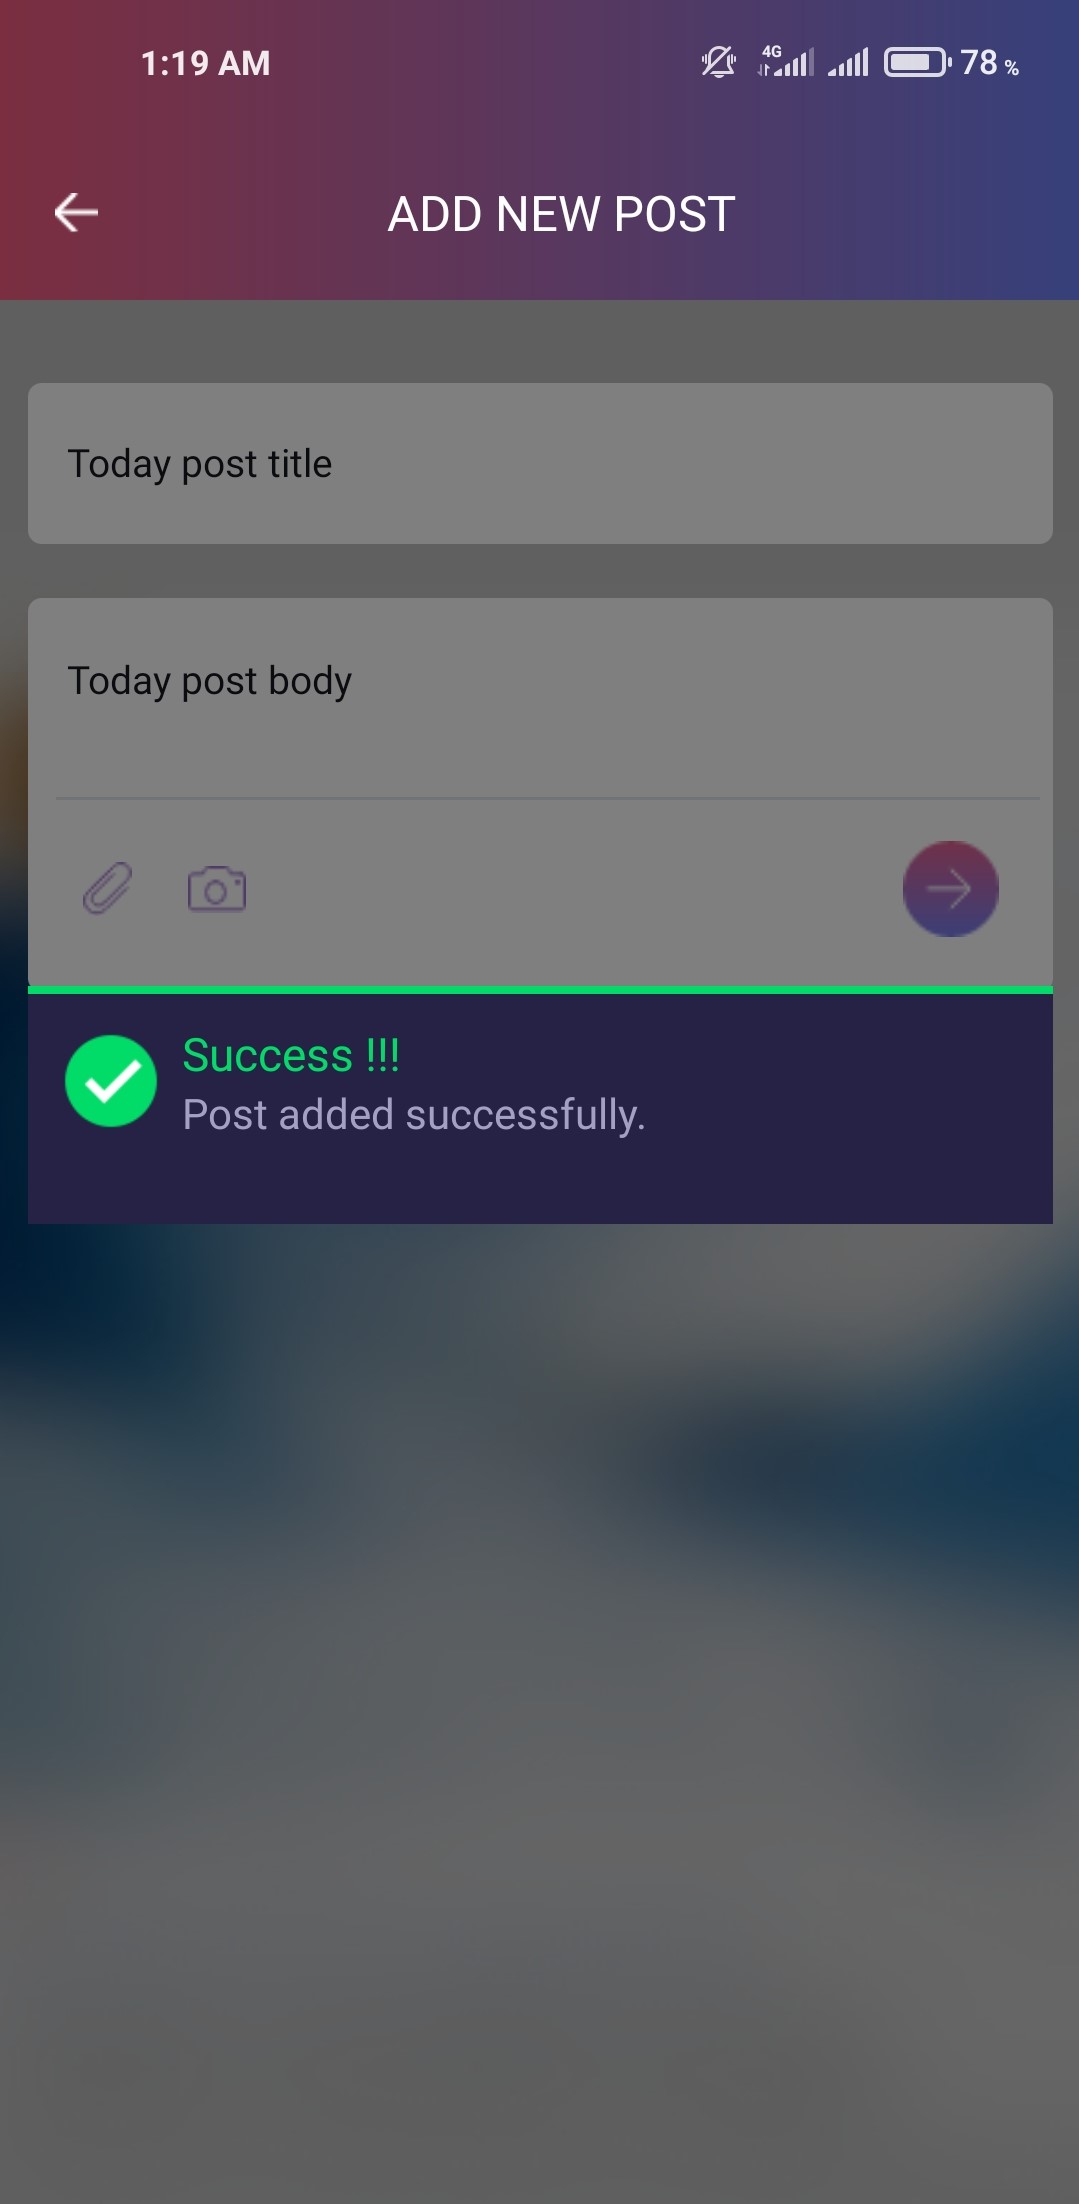 1:19 AM 4G 78 %
ADD NEW POST
Today post title
Today post body
Success !!!
Post added successfully.